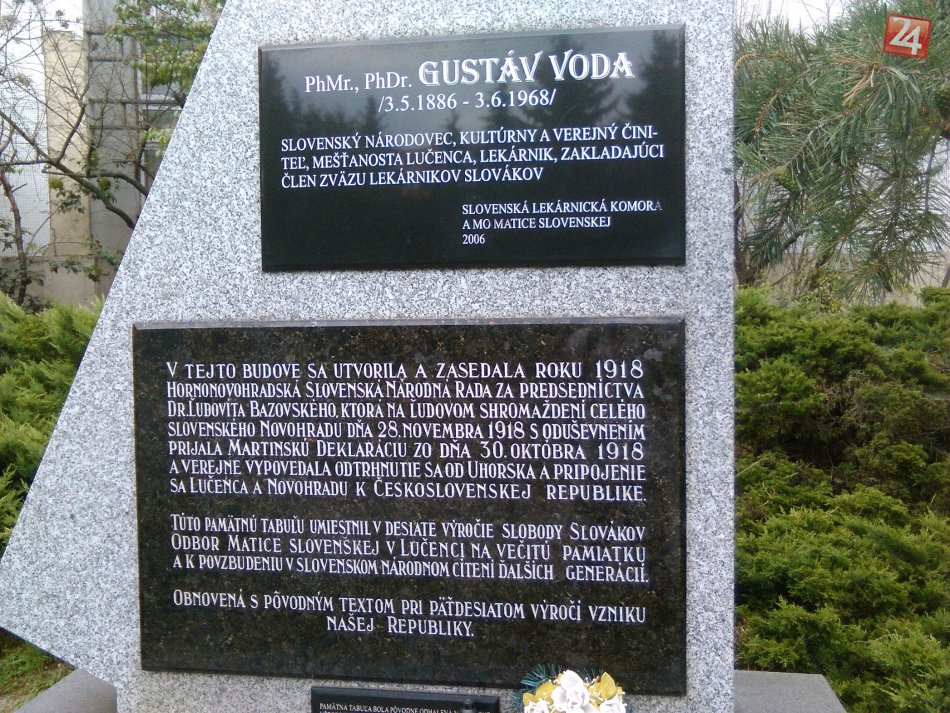 24
PhMr., PhDr. GUSTÁV VODA
/3.5.1886 - 3.6.1968/
SLOVENSKÝ NÁRODOVEC, KULTÚRNY A VEREJNÝ ČINI-
TEĽ, MEŠŤANOSTA LUČENCA, LEKÁRNIK, ZAKLADAJÚCI
ČLEN ZVÄZU LEKÁRNIKOV SLOVÁKOV
SLOVENSKÁ LEKÁRNICKÁ KOMORA
A MO MATICE SLOVENSKEJ
2006
V TEJTO BUDOVE SA UTVORILA A ZASEDALA ROKU 1918
HORNONOVOHRADSKÁ SLOVENSKÁ NÁRODNÁ RADA ZA PREDSEDNÍCTVA
DR. ĽUDOVÍTA BAZOVSKÉHO, KTORÁ NA ĽUDOVOM SHROMAŽDENÍ CELÉHO
SLOVENSKÉHO NOVOHRADU DŇA 28. NOVEMBRA 1918 S ODUŠEVNENÍM
PRIJALA MARTINSKÚ DEKLARÁCIU ZO DŇA 30. OKTÓBRA 1918
A VEREJNE VYPOVEDALA ODTRHNUTIE SA OD UHORSKA A PRIPOJENIE
SA LUČENCA A NOVOHRADU K ČESKOSLOVENSKEJ REPUBLIKE.
TÚTO PAMÄTNÚ TABUĽU UMIESTNIL V DESIATE VÝROČIE SLOBODY SLOVÁKOV
ODBOR MATICE SLOVENSKEJ V LUČENCI NA VEČITÚ PAMIATKU
A K POVZBUDENIU V SLOVENSKOM NÁRODNOM CÍTENÍ ĎALŠÍCH GENERÁCIÍ.
OBNOVENÁ S PÔVODNÝM TEXTOM PRI PÄŤDESIATOM VÝROČÍ VZNIKU
NAŠEJ REPUBLIKY.
PAMÄTNÁ TABUĽA BOLA PÔVODNE ODHALENÁ